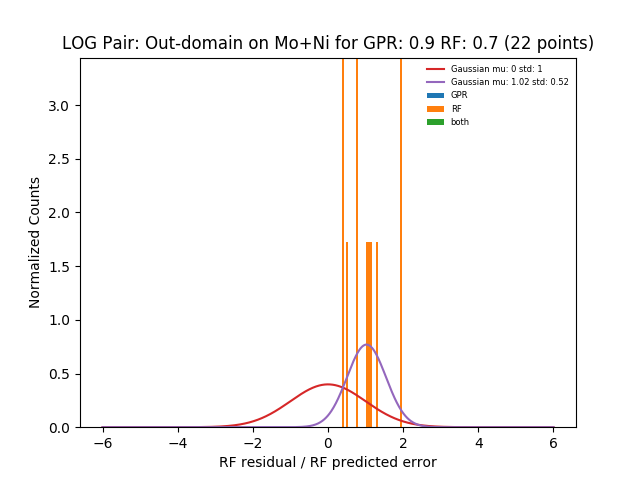 LOG Pair: Out-domain on Mo+Ni for GPR: 0.9 RF: 0.7 (22 points)
Gaussian mu: 0 std: 1
Gaussian mu: 1.02 std: 0.52
GPR
RF
both
Normalized Counts
3.0
2.5
2.0
1.5
1.0
0.5
0.0
−6 −4 −2 0 2 4 6
RF residual / RF predicted error